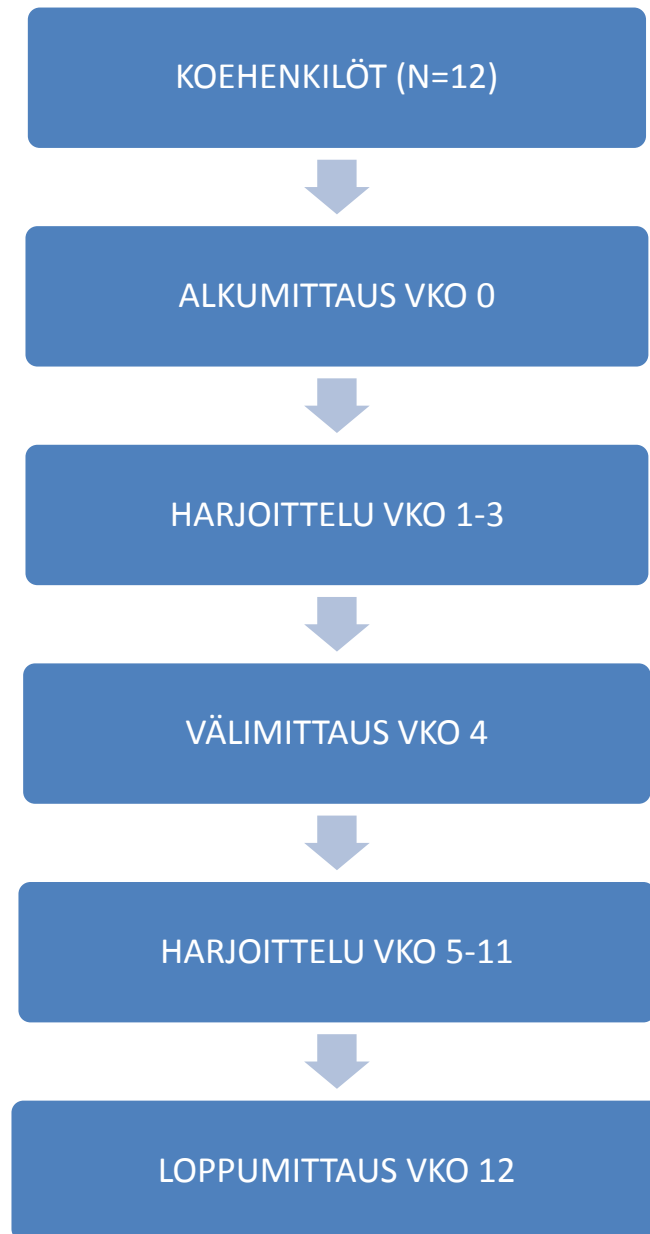 KOEHENKILÖT (N=12)
ALKUMITTAUS VKO 0
HARJOITTELU VKO 1-3
VÄLIMITTAUS VKO 4
HARJOITTELU VKO 5-11
LOPPUMITTAUS VKO 12